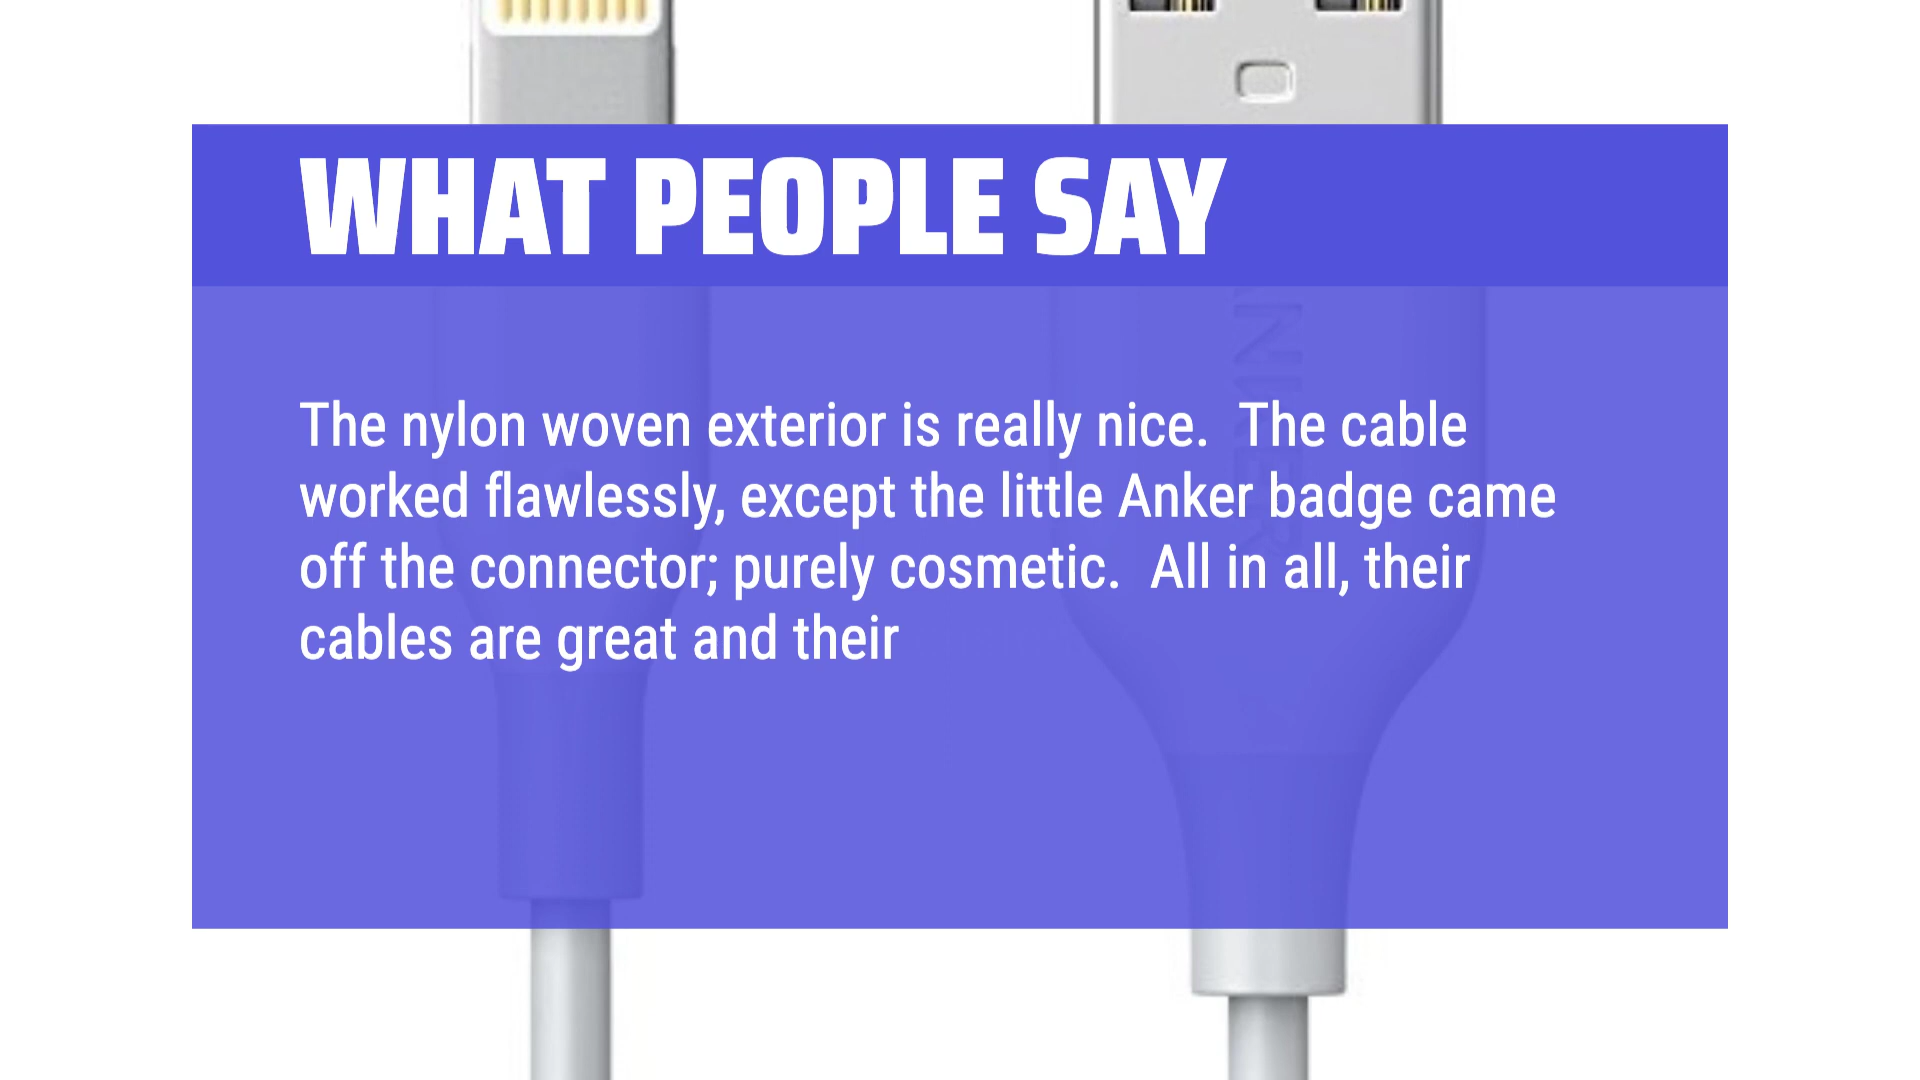 WHAT PEOPLE SAY
The nylon woven exterior is really nice.  The cable
worked flawlessly, except the little Anker badge came
off the connector; purely cosmetic.  All in all, their
cables are great and their
ANKER